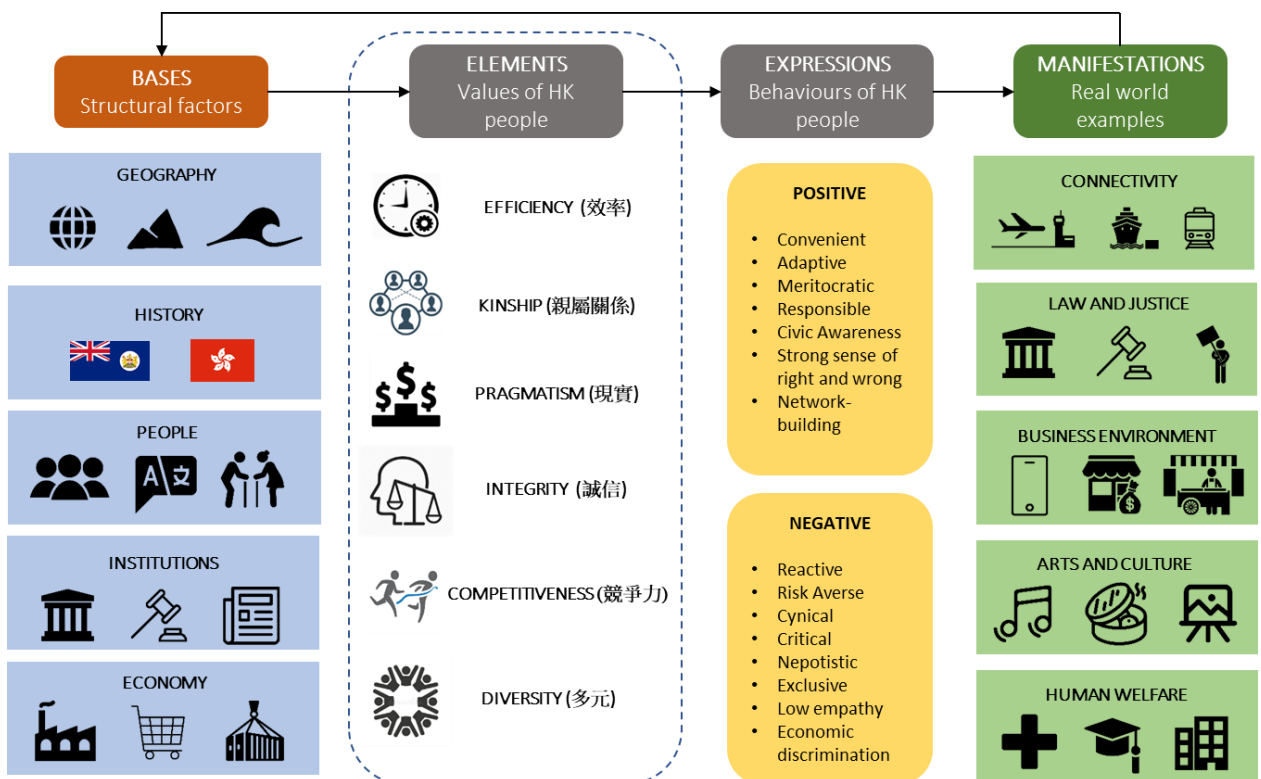 BASES
Structural factors
ELEMENTS
Values of HK
people
EXPRESSIONS
Behaviours of HK
people
MANIFESTATIONS
Real world
examples
GEOGRAPHY
HISTORY
PEOPLE
A 文
INSTITUTIONS
ECONOMY
EFFICIENCY (效率)
KINSHIP (親屬關係)
$ $ $
PRAGMATISM (現實)
INTEGRITY (誠信)
COMPETITIVENESS (競爭力)
DIVERSITY (多元)
POSITIVE
• Convenient
• Adaptive
• Meritocratic
• Responsible
• Civic Awareness
• Strong sense of
right and wrong
• Network-
building
NEGATIVE
• Reactive
• Risk Averse
• Cynical
• Critical
• Nepotistic
• Exclusive
• Low empathy
• Economic
discrimination
CONNECTIVITY
LAW AND JUSTICE
BUSINESS ENVIRONMENT
$
ARTS AND CULTURE
HUMAN WELFARE